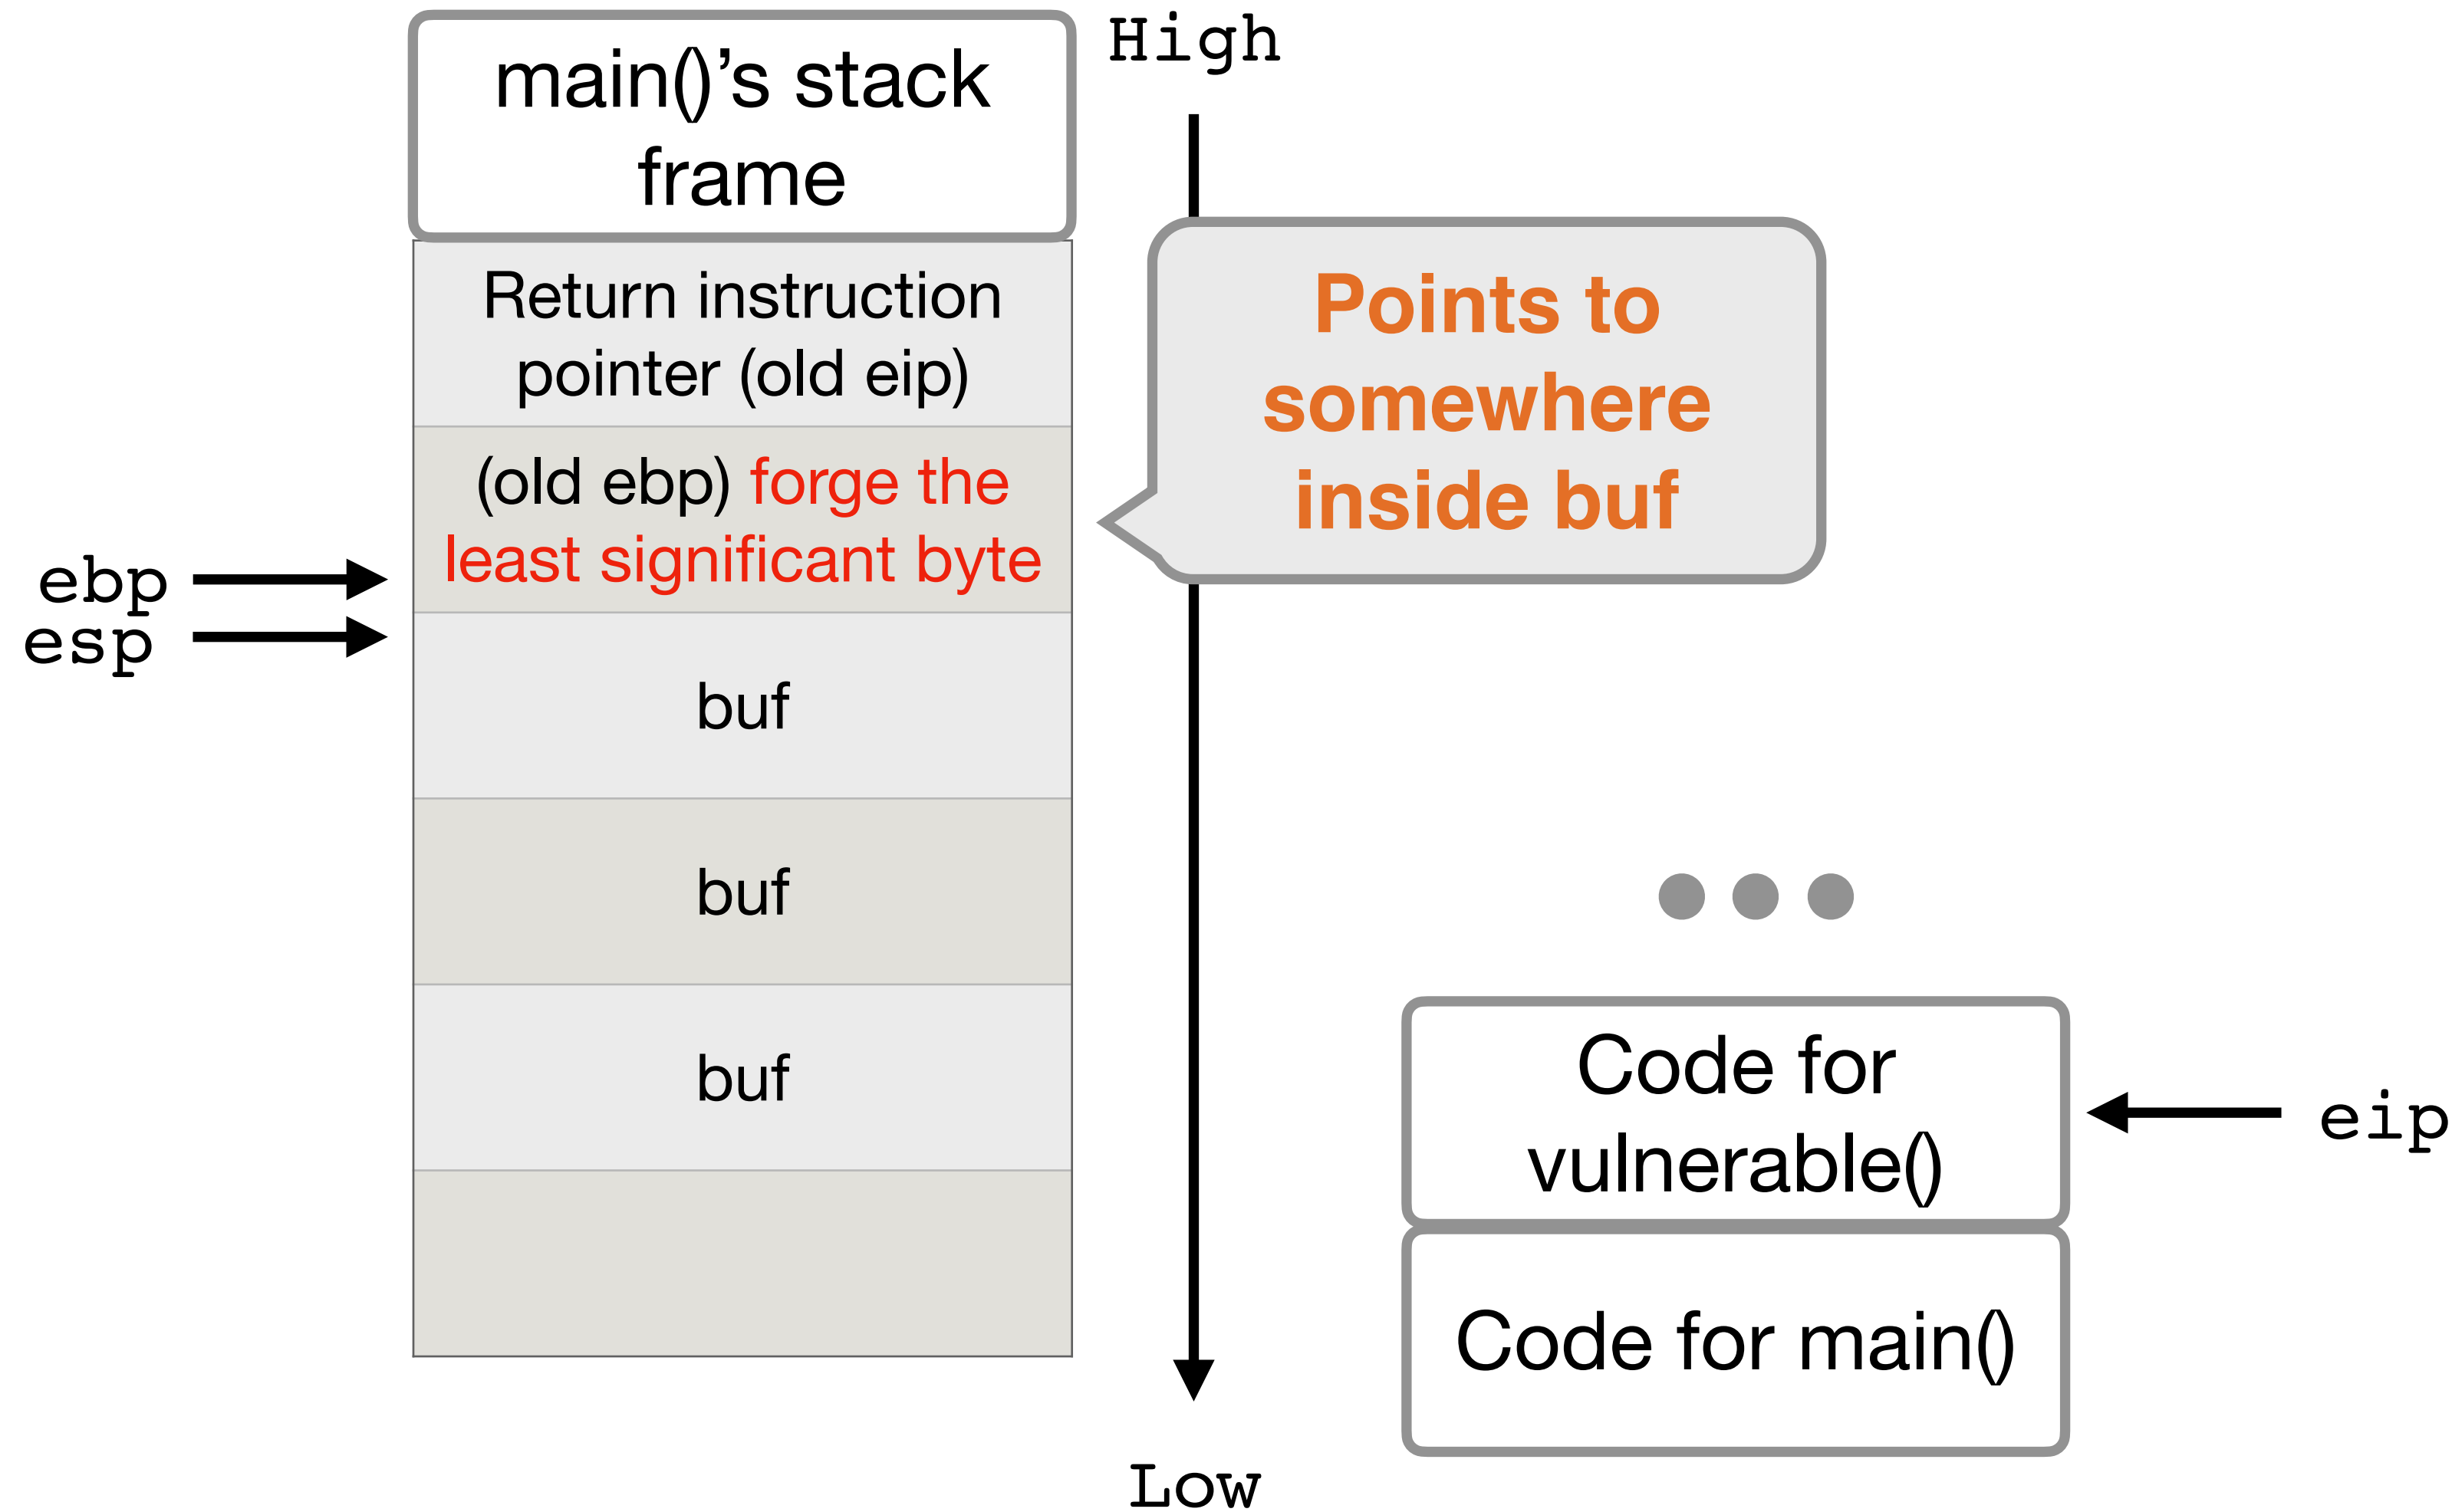 High
main()’s stack
frame
Return instruction
pointer (old eip)
(old ebp) forge the
least significant byte
Points to
somewhere
inside buf
ebp
esp
buf
buf
buf
Code for
vulnerable()
eip
Code for main()
Low